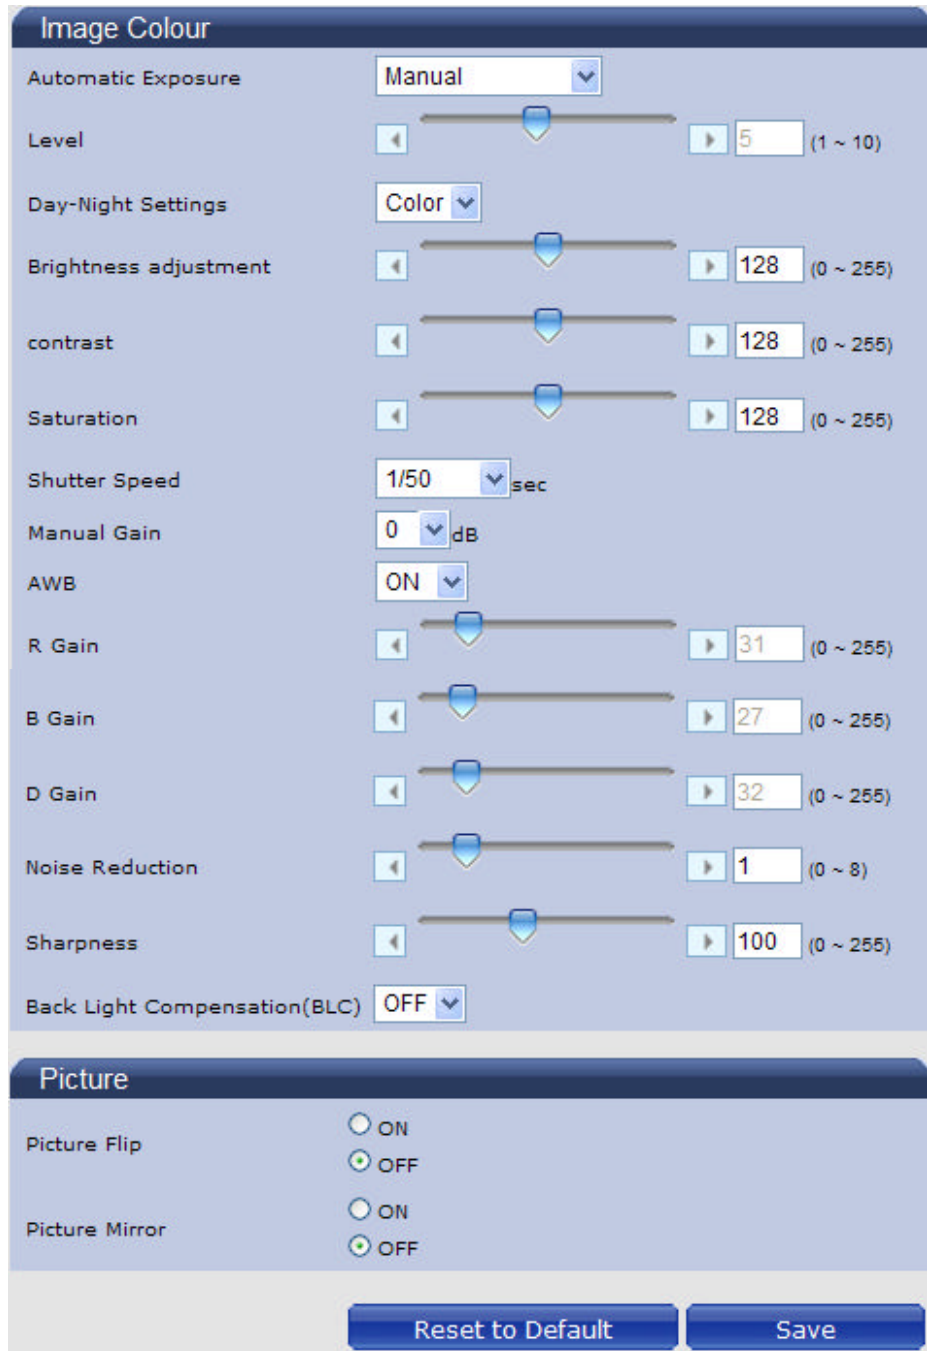 Image Colour
Automatic Exposure Manual
Level 5 (1 ~ 10)
Day-Night Settings Color
Brightness adjustment 128 (0 ~ 255)
contrast 128 (0 ~ 255)
Saturation 128 (0 ~ 255)
Shutter Speed 1/50 sec
Manual Gain 0 dB
AWB ON
R Gain 31 (0 ~ 255)
B Gain 27 (0 ~ 255)
D Gain 32 (0 ~ 255)
Noise Reduction 1 (0 ~ 8)
Sharpness 100 (0 ~ 255)
Back Light Compensation(BLC) OFF
Picture
Picture Flip
ON
OFF
Picture Mirror
ON
OFF
Reset to Default Save